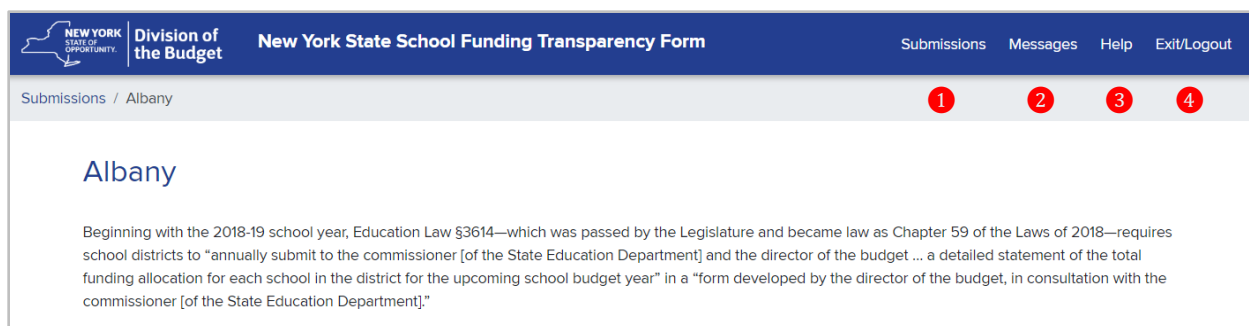 NEW YORK
STATE OF
OPPORTUNITY.
Division of
the Budget
New York State School Funding Transparency Form
Submissions Messages Help Exit/Logout
Submissions / Albany
1 2 3 4
Albany
Beginning with the 2018-19 school year, Education Law §3614—which was passed by the Legislature and became law as Chapter 59 of the Laws of 2018—requires
school districts to “annually submit to the commissioner [of the State Education Department] and the director of the budget ... a detailed statement of the total
funding allocation for each school in the district for the upcoming school budget year” in a “form developed by the director of the budget, in consultation with the
commissioner [of the State Education Department].”